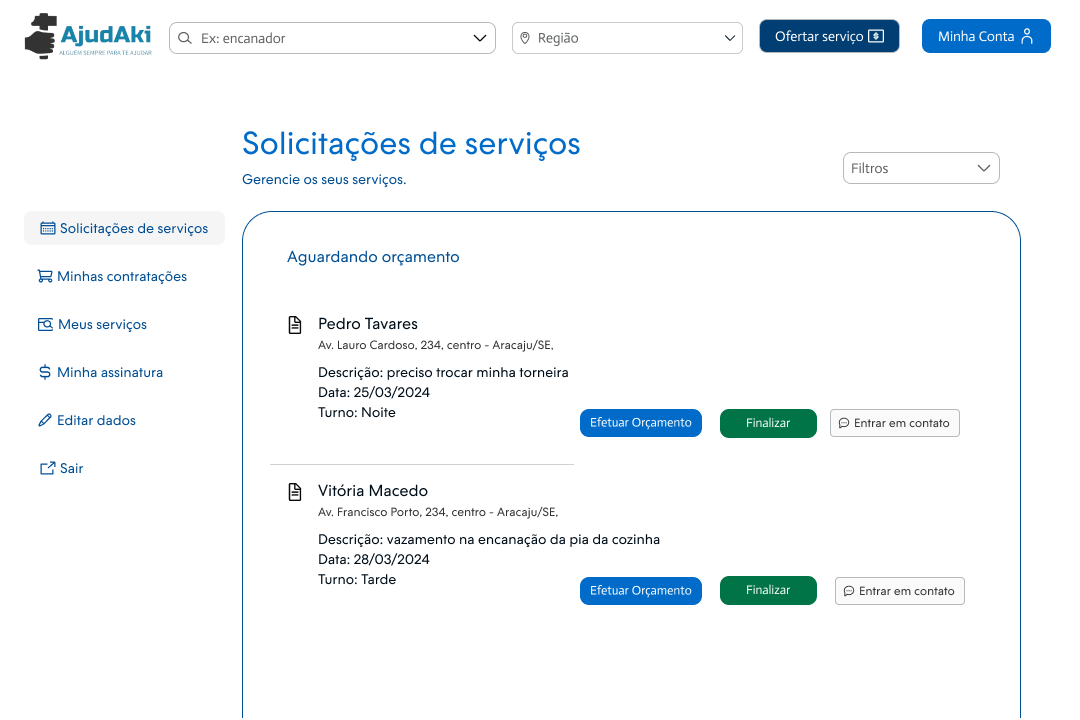 AjudAki
ALGUÉM SEMPRE PARA TE AJUDAR
Ex: encanador
Região
Ofertar serviço
Minha Conta
Solicitações de serviços
Gerencie os seus serviços.
Filtros
Solicitações de serviços
Minhas contratações
Meus serviços
Minha assinatura
Editar dados
Sair
Aguardando orçamento
Pedro Tavares
Av. Lauro Cardoso, 234, centro - Aracaju/SE,
Descrição: preciso trocar minha torneira
Data: 25/03/2024
Turno: Noite
Efetuar Orçamento
Finalizar
Entrar em contato
Vitória Macedo
Av. Francisco Porto, 234, centro - Aracaju/SE,
Descrição: vazamento na encanação da pia da cozinha
Data: 28/03/2024
Turno: Tarde
Efetuar Orçamento
Finalizar
Entrar em contato